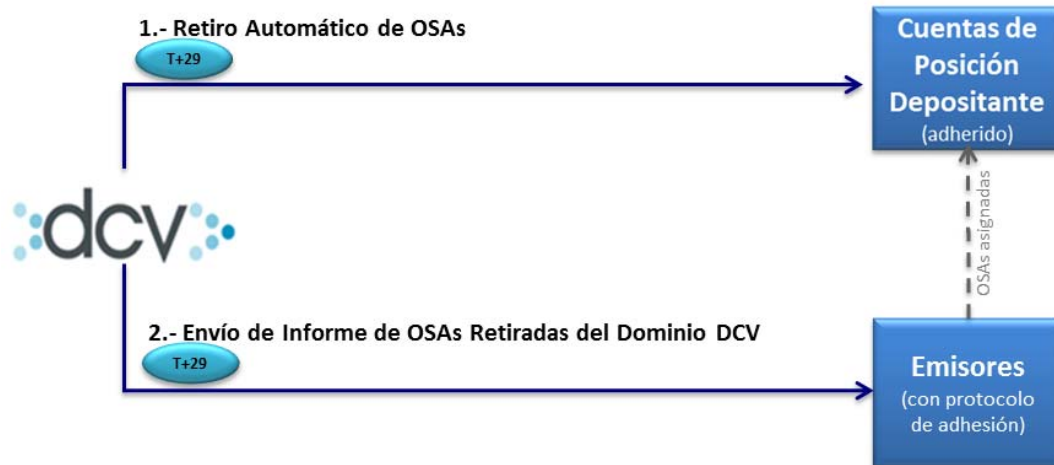 1.- Retiro Automático de OSAs
T+29
Cuentas de
Posición
Depositante
(adherido)
dcv
OSAs asignadas
2.- Envío de Informe de OSAs Retiradas del Dominio DCV
T+29
Emisores
(con protocolo
de adhesión)